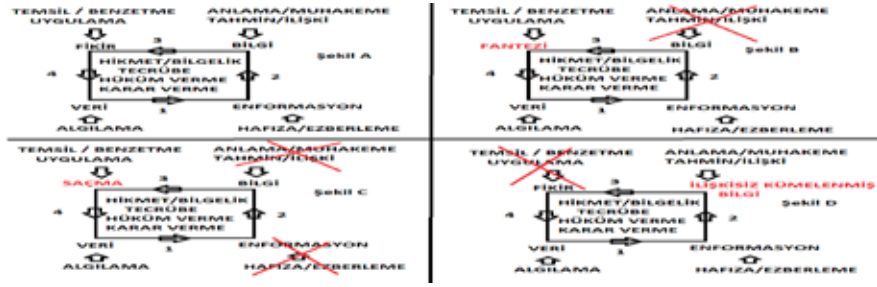 TEMSİL / BENZETME ANLAMA/MUHAKEME
UYGULAMA TAHMİN/İLİŞKİ
FİKİR 3 BİLGİ Şekil A
4 HİKMET/BİLGELİK 2
TECRÜBE
HÜKÜM VERME
KARAR VERME
VERİ 1 ENFORMASYON
ALGILAMA HAFIZA/EZBERLEME
TEMSİL / BENZETME ANLAMA/MUHAKEME
UYGULAMA TAHMİN/İLİŞKİ
FANTEZİ 3 BİLGİ Şekil B
4 HİKMET/BİLGELİK 2
TECRÜBE
HÜKÜM VERME
KARAR VERME
VERİ 1 ENFORMASYON
ALGILAMA HAFIZA/EZBERLEME
TEMSİL / BENZETME ANLAMA/MUHAKEME
UYGULAMA TAHMİN/İLİŞKİ
SAÇMA 3 BİLGİ Şekil C
4 HİKMET/BİLGELİK 2
TECRÜBE
HÜKÜM VERME
KARAR VERME
VERİ 1 ENFORMASYON
ALGILAMA HAFIZA/EZBERLEME
TEMSİL / BENZETME ANLAMA/MUHAKEME
UYGULAMA TAHMİN/İLİŞKİ
FİKİR 3 İLİŞKİSİZ KÜMELENMİŞ
BİLGİ Şekil D
4 HİKMET/BİLGELİK 2
TECRÜBE
HÜKÜM VERME
KARAR VERME
VERİ 1 ENFORMASYON
ALGILAMA HAFIZA/EZBERLEME